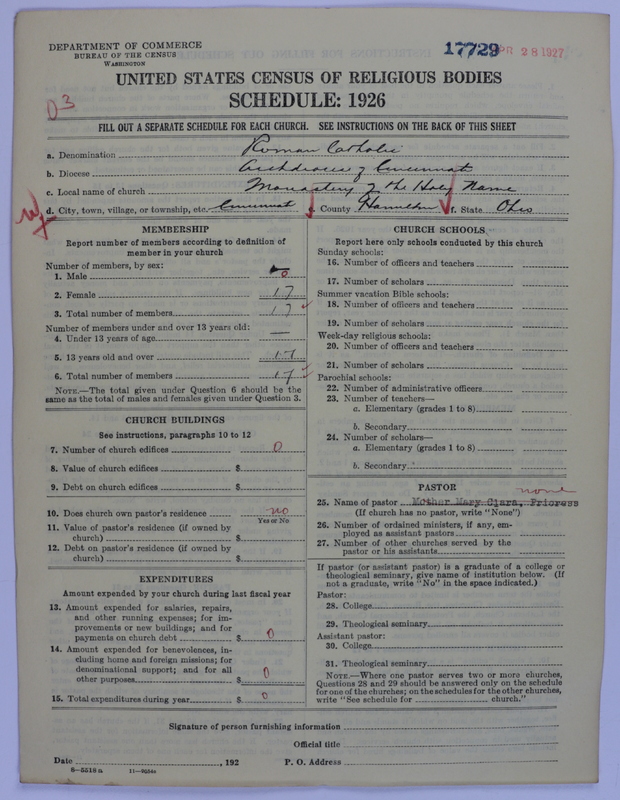 DEPARTMENT OF COMMERCE
BUREAU OF THE CENSUS
WASHINGTON
17729
APR 28 1927
UNITED STATES CENSUS OF RELIGIOUS BODIES
SCHEDULE: 1926
D3
FILL OUT A SEPARATE SCHEDULE FOR EACH CHURCH. SEE INSTRUCTIONS ON THE BACK OF THIS SHEET
a. Denomination Roman Catholic
b. Diocese Archdiocese of Cincinnati
c. Local name of church Monastery of the Holy Name
d. City, town, village, or township, etc. Cincinnati e. County Hamilton f. State Ohio
MEMBERSHIP
Report number of members according to definition of
member in your church
Number of members, by sex:
1. Male 0
2. Female 17
3. Total number of members 17
Number of members under and over 13 years old:
4. Under 13 years of age —
5. 13 years old and over 17
6. Total number of members 17
NOTE.—The total given under Question 6 should be the
same as the total of males and females given under Question 3.
CHURCH BUILDINGS
See instructions, paragraphs 10 to 12
7. Number of church edifices 0
8. Value of church edifices $
9. Debt on church edifices $
10. Does church own pastor's residence no
Yes or No
11. Value of pastor's residence (if owned by
church) $
12. Debt on pastor's residence (if owned by
church) $
EXPENDITURES
Amount expended by your church during last fiscal year
13. Amount expended for salaries, repairs,
and other running expenses; for im-
provements or new buildings; and for
payments on church debt $ 0
14. Amount expended for benevolences, in-
cluding home and foreign missions; for
denominational support; and for all
other purposes $ 0
15. Total expenditures during year $ 0
CHURCH SCHOOLS
Report here only schools conducted by this church
Sunday schools:
16. Number of officers and teachers
17. Number of scholars
Summer vacation Bible schools:
18. Number of officers and teachers
19. Number of scholars
Week-day religious schools:
20. Number of officers and teachers
21. Number of scholars
Parochial schools:
22. Number of administrative officers
23. Number of teachers—
a. Elementary (grades 1 to 8)
b. Secondary
24. Number of scholars—
a. Elementary (grades 1 to 8)
b. Secondary
PASTOR
none
25. Name of pastor Mother Mary Clara, Prioress
(If church has no pastor, write "None")
26. Number of ordained ministers, if any, em-
ployed as assistant pastors
27. Number of other churches served by the
pastor or his assistants
If pastor (or assistant pastor) is a graduate of a college or
theological seminary, give name of institution below. (If
not a graduate, write "No" in the space indicated.)
Pastor:
28. College
29. Theological seminary
Assistant pastor:
30. College
31. Theological seminary
NOTE.—Where one pastor serves two or more churches,
Questions 28 and 29 should be answered only on the schedule
for one of the churches; on the schedules for the other churches,
write "See schedule for church."
Signature of person furnishing information
Official title
Date , 192 P. O. Address
8—5518a 11—8604a